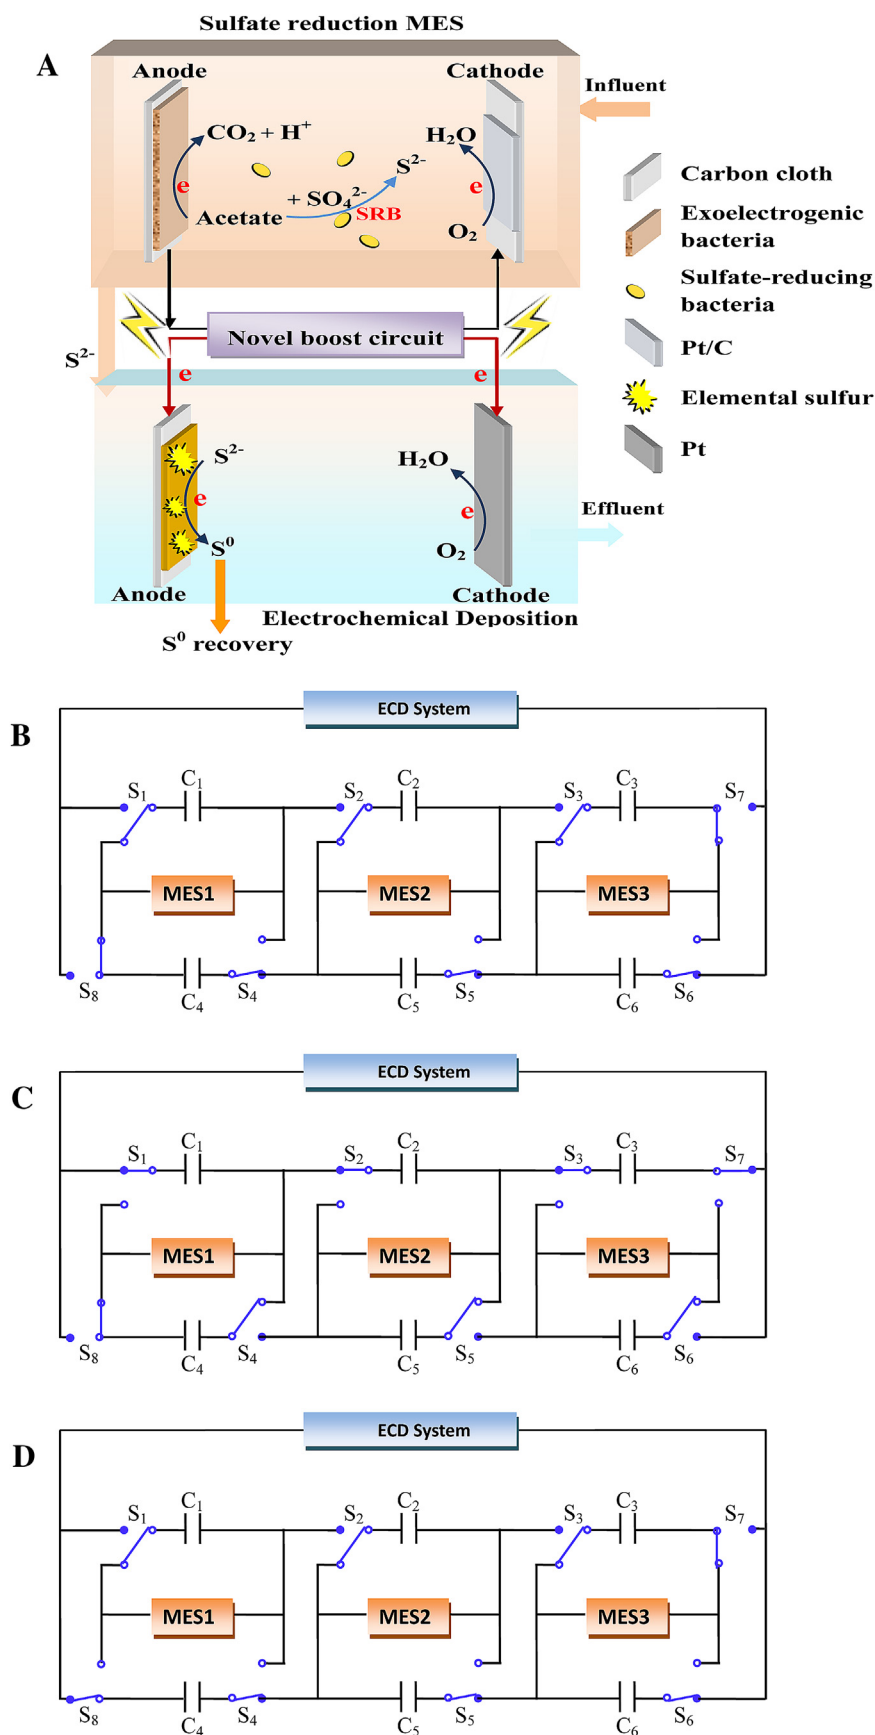 Sulfate reduction MES
A
Anode
Cathode
Influent
CO2 + H+
H2O
S2-
e
+ SO42-
e
Acetate
SRB
O2
Carbon cloth
Exoelectrogenic
bacteria
Sulfate-reducing
bacteria
Pt/C
Elemental sulfur
Pt
Novel boost circuit
S2-
e
e
S2-
H2O
e
e
S0
O2
Effluent
Anode
Cathode
Electrochemical Deposition
S0 recovery
B
ECD System
S1
C1
S2
C2
S3
C3
S7
MES1
MES2
MES3
S8
C4
S4
C5
S5
C6
S6
C
ECD System
S1
C1
S2
C2
S3
C3
S7
MES1
MES2
MES3
S8
C4
S4
C5
S5
C6
S6
D
ECD System
S1
C1
S2
C2
S3
C3
S7
MES1
MES2
MES3
S8
C4
S4
C5
S5
C6
S6